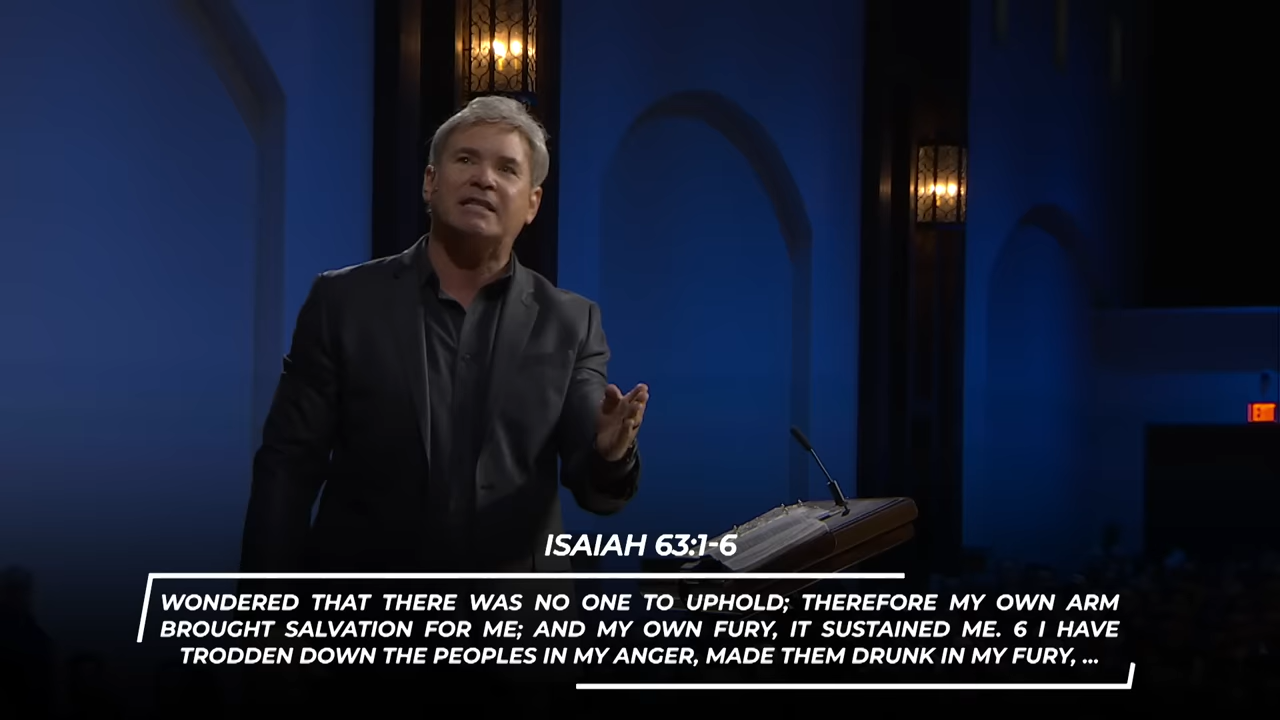 ISAIAH 63:1-6
WONDERED THAT THERE WAS NO ONE TO UPHOLD; THEREFORE MY OWN ARM
BROUGHT SALVATION FOR ME; AND MY OWN FURY, IT SUSTAINED ME. 6 I HAVE
TRODDEN DOWN THE PEOPLES IN MY ANGER, MADE THEM DRUNK IN MY FURY, ...
EXIT